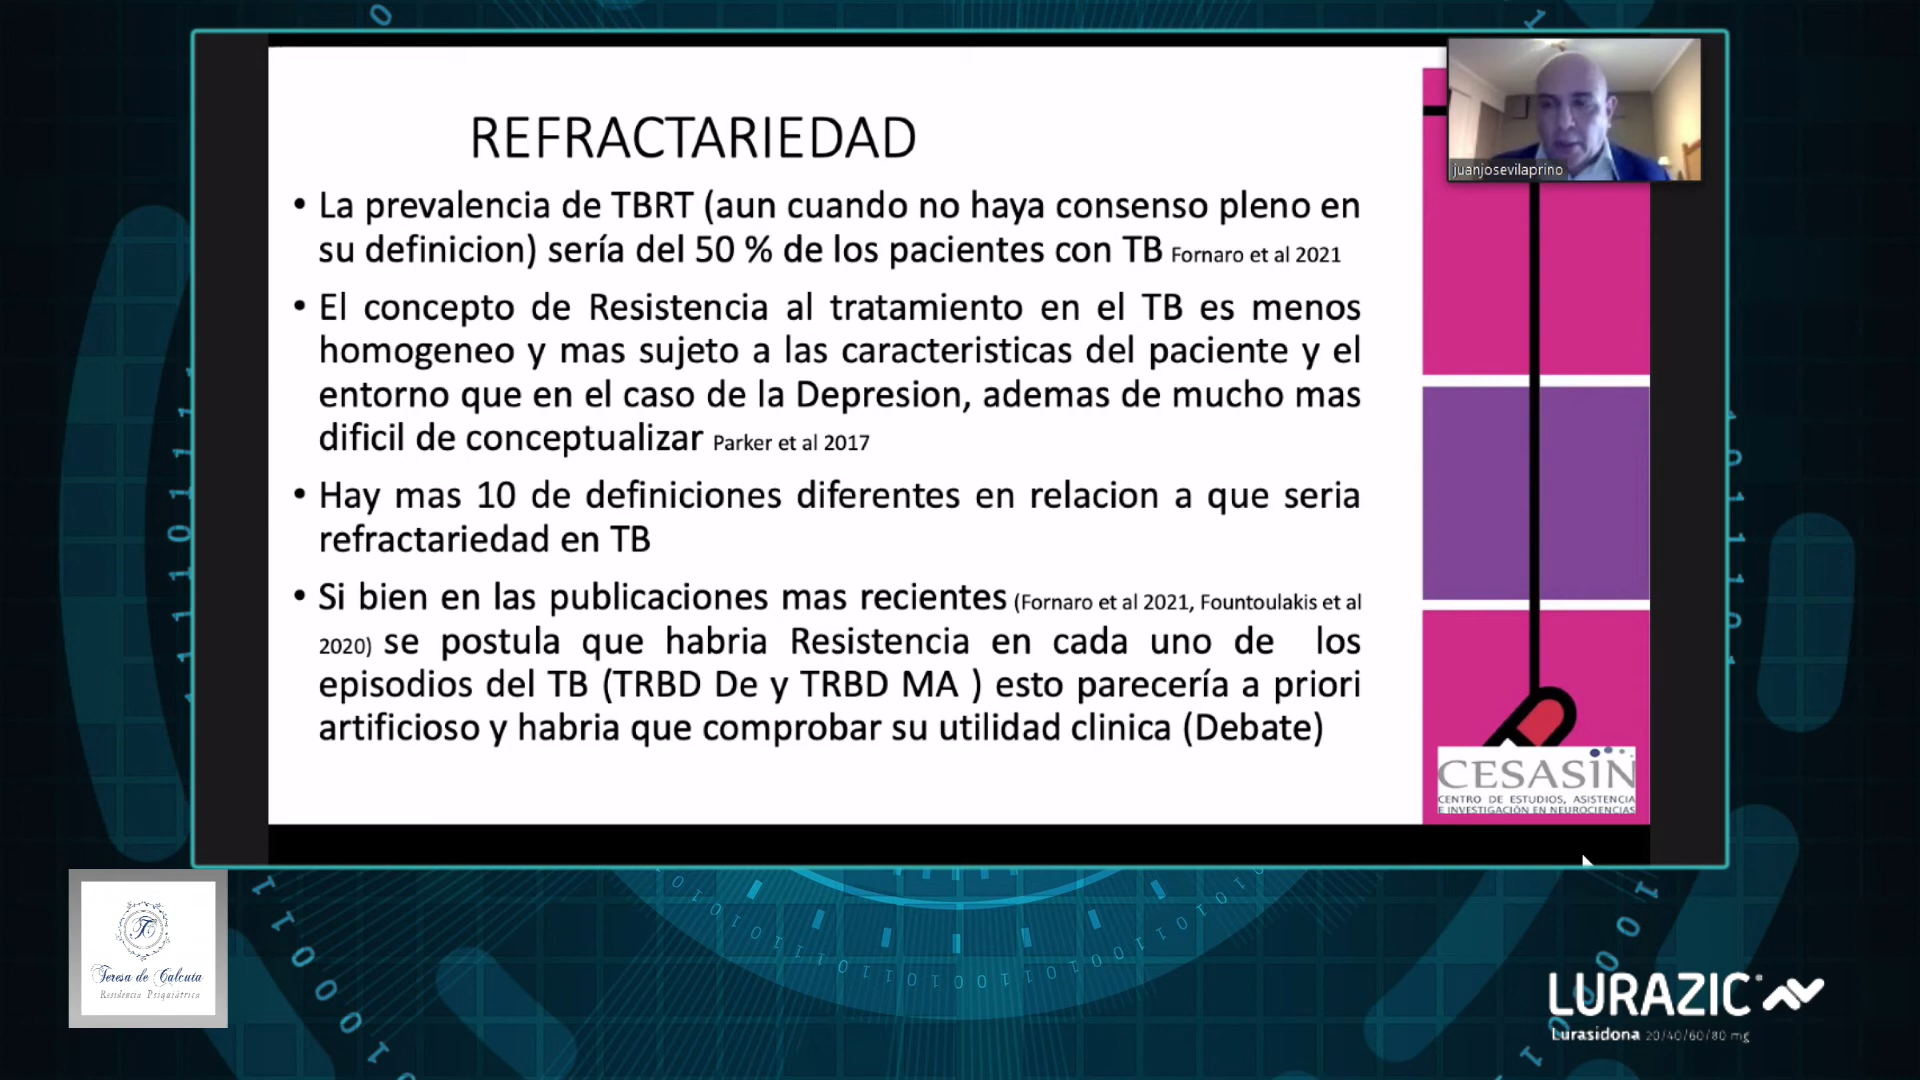 REFRACTARIEDAD
• La prevalencia de TBRT (aun cuando no haya consenso pleno en
su definicion) sería del 50 % de los pacientes con TB Fornaro et al 2021
• El concepto de Resistencia al tratamiento en el TB es menos
homogeneo y mas sujeto a las caracteristicas del paciente y el
entorno que en el caso de la Depresion, ademas de mucho mas
dificil de conceptualizar Parker et al 2017
• Hay mas 10 de definiciones diferentes en relacion a que seria
refractariedad en TB
• Si bien en las publicaciones mas recientes (Fornaro et al 2021, Fountoulakis et al
2020) se postula que habria Resistencia en cada uno de los
episodios del TB (TRBD De y TRBD MA ) esto parecería a priori
artificioso y habria que comprobar su utilidad clinica (Debate)
juanjosevilaprino
CESASIN
CENTRO DE ESTUDIOS, ASISTENCIA
E INVESTIGACIÓN EN NEUROCIENCIAS
Teresa de Calcuta
Residencia Psiquiátrica
LURAZIC
Lurasidona 20/40/60/80 mg